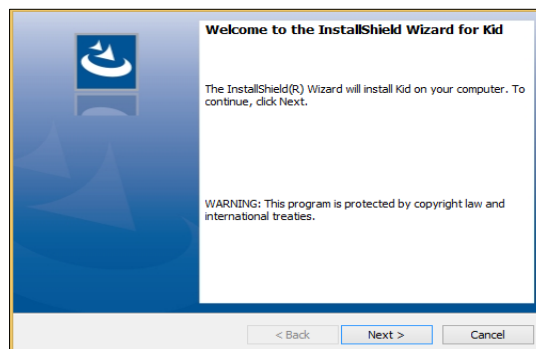 Welcome to the InstallShield Wizard for Kid
The InstallShield(R) Wizard will install Kid on your computer. To
continue, click Next.
WARNING: This program is protected by copyright law and
international treaties.
< Back
Next >
Cancel